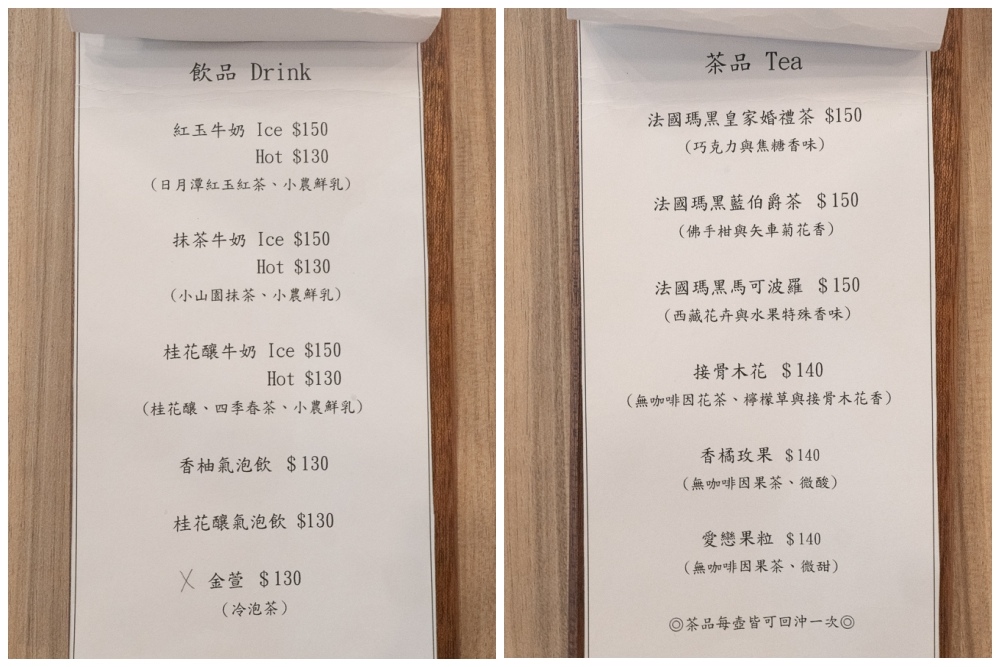 飲品 Drink
紅玉牛奶 Ice $150
Hot $130
(日月潭紅玉紅茶、小農鮮乳)
抹茶牛奶 Ice $150
Hot $130
(小山園抹茶、小農鮮乳)
桂花釀牛奶 Ice $150
Hot $130
(桂花釀、四季春茶、小農鮮乳)
香柚氣泡飲 $130
桂花釀氣泡飲 $130
X 金萱 $130
(冷泡茶)
茶品 Tea
法國瑪黑皇家婚禮茶 $150
(巧克力與焦糖香味)
法國瑪黑藍伯爵茶 $150
(佛手柑與矢車菊花香)
法國瑪黑馬可波羅 $150
(西藏花卉與水果特殊香味)
接骨木花 $140
(無咖啡因花茶、檸檬草與接骨木花香)
香橘玫果 $140
(無咖啡因果茶、微酸)
愛戀果粒 $140
(無咖啡因果茶、微甜)
◎茶品每壺皆可回沖一次◎